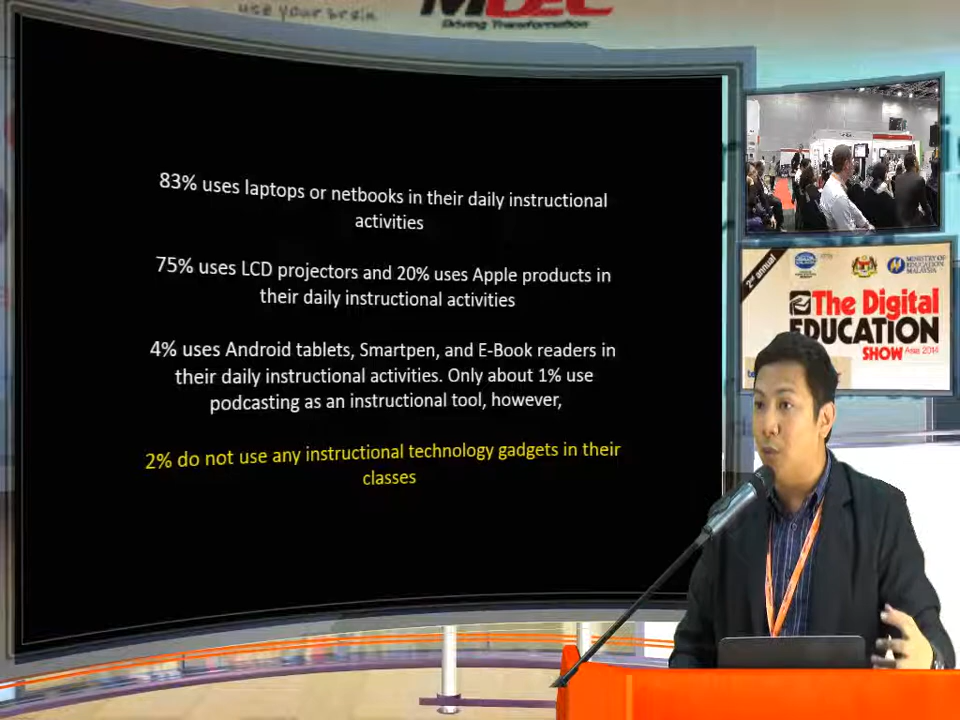 use your brain
MDEC
Driving Transformation
83% uses laptops or netbooks in their daily instructional
activities
75% uses LCD projectors and 20% uses Apple products in
their daily instructional activities
4% uses Android tablets, Smartpen, and E-Book readers in
their daily instructional activities. Only about 1% use
podcasting as an instructional tool, however,
2% do not use any instructional technology gadgets in their
classes
2nd annual
MINISTRY OF
EDUCATION
MALAYSIA
The Digital
EDUCATION
SHOW Asia 2014